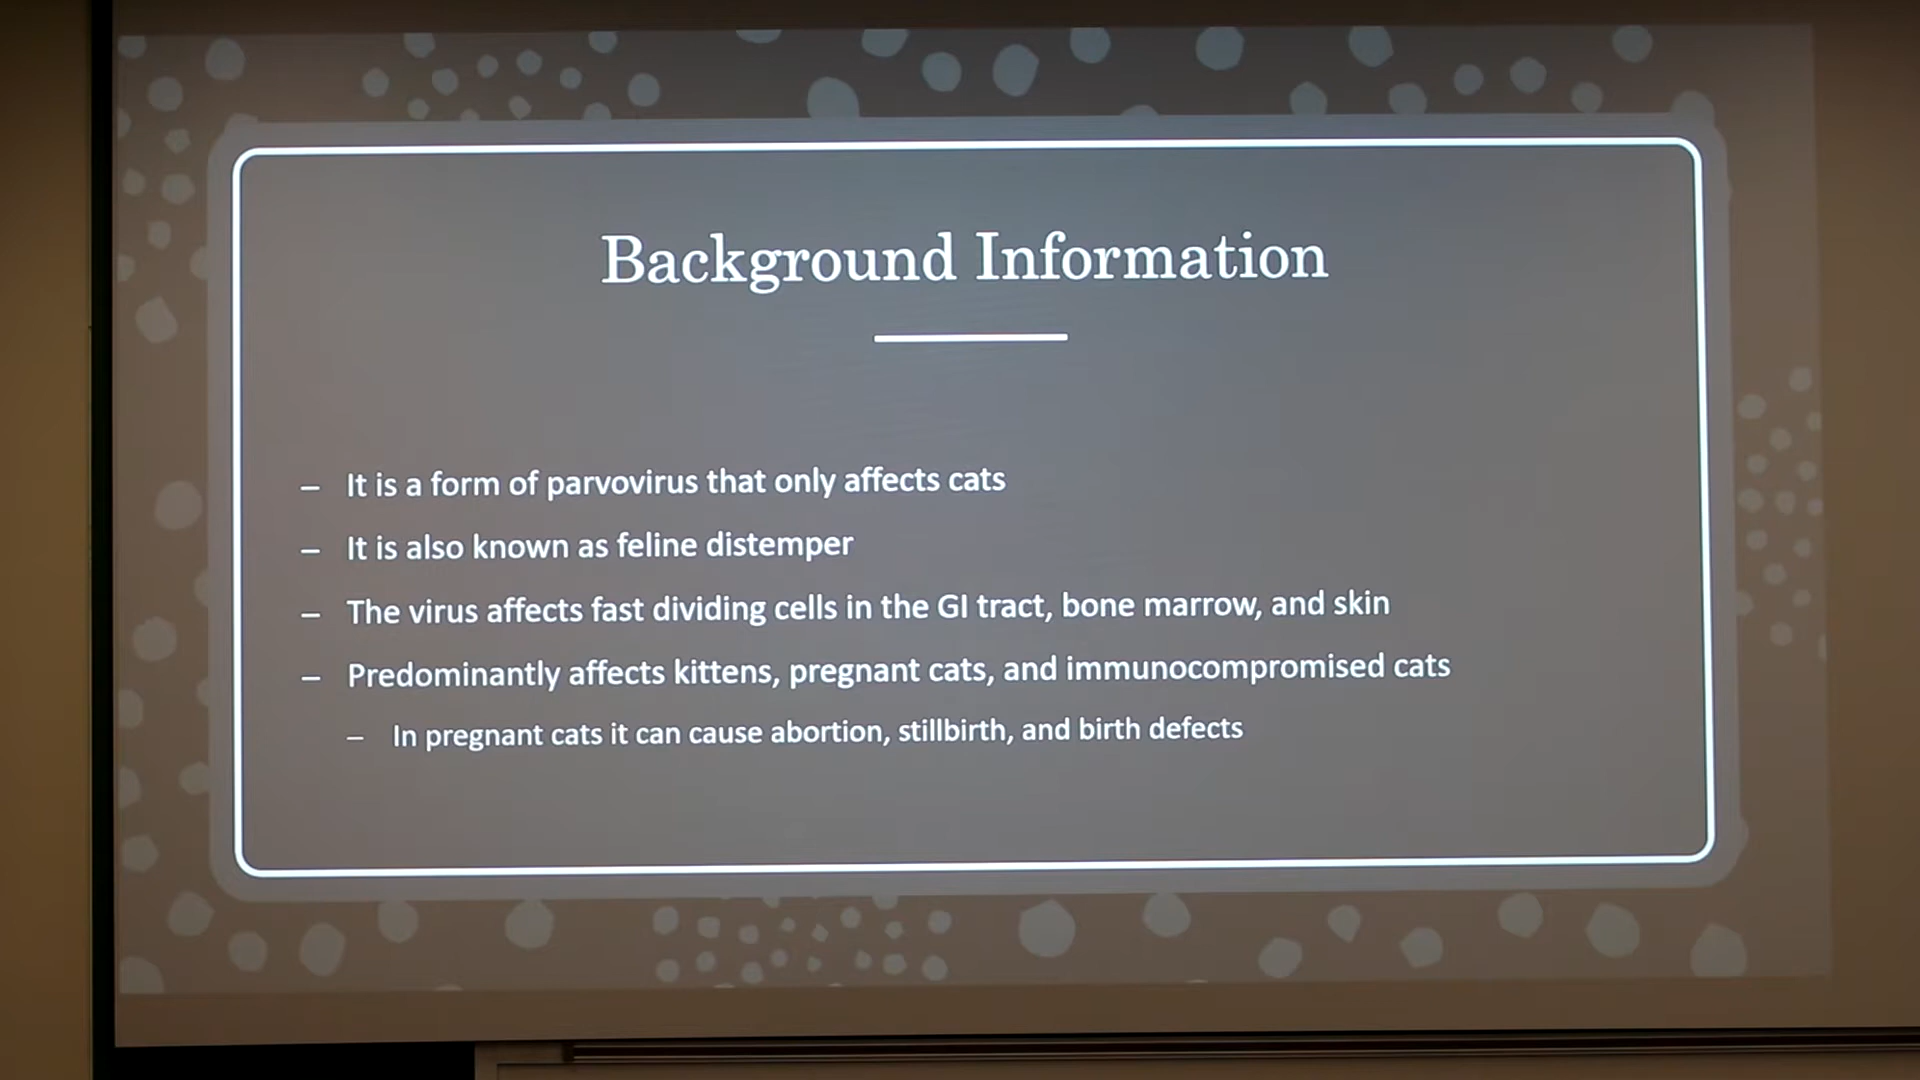 Background Information
– It is a form of parvovirus that only affects cats
– It is also known as feline distemper
– The virus affects fast dividing cells in the GI tract, bone marrow, and skin
– Predominantly affects kittens, pregnant cats, and immunocompromised cats
– In pregnant cats it can cause abortion, stillbirth, and birth defects